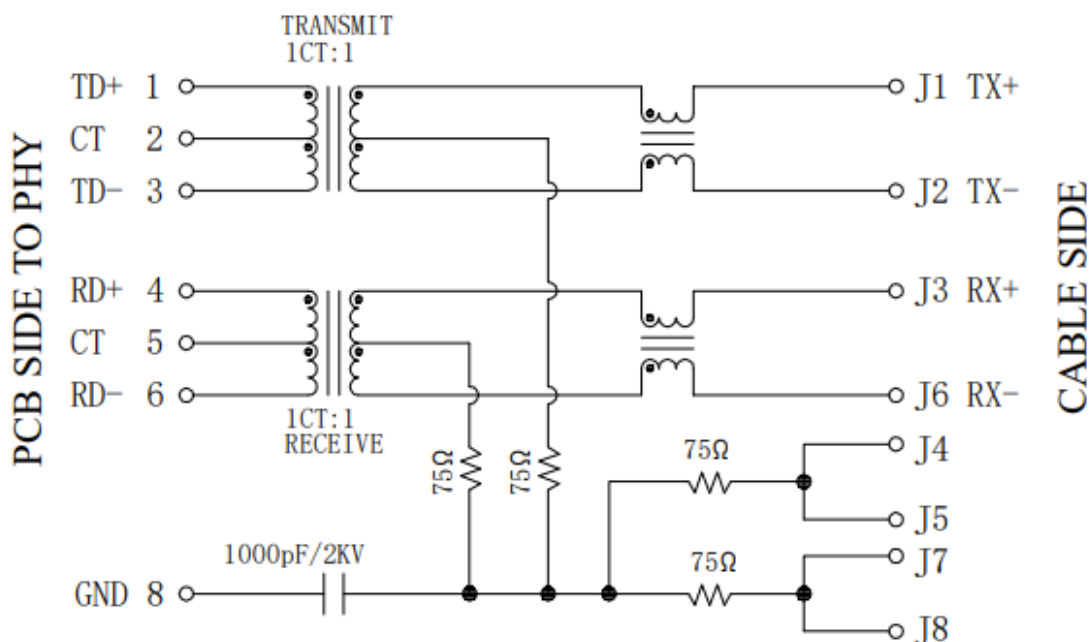 TRANSMIT
1CT:1
TD+ 1
CT 2
TD- 3
J1 TX+
J2 TX-
PCB SIDE TO PHY
CABLE SIDE
RD+ 4
CT 5
RD- 6
J3 RX+
J6 RX-
1CT:1
RECEIVE
75Ω
75Ω
75Ω
J4
J5
1000pF/2KV
75Ω
J7
GND 8
J8